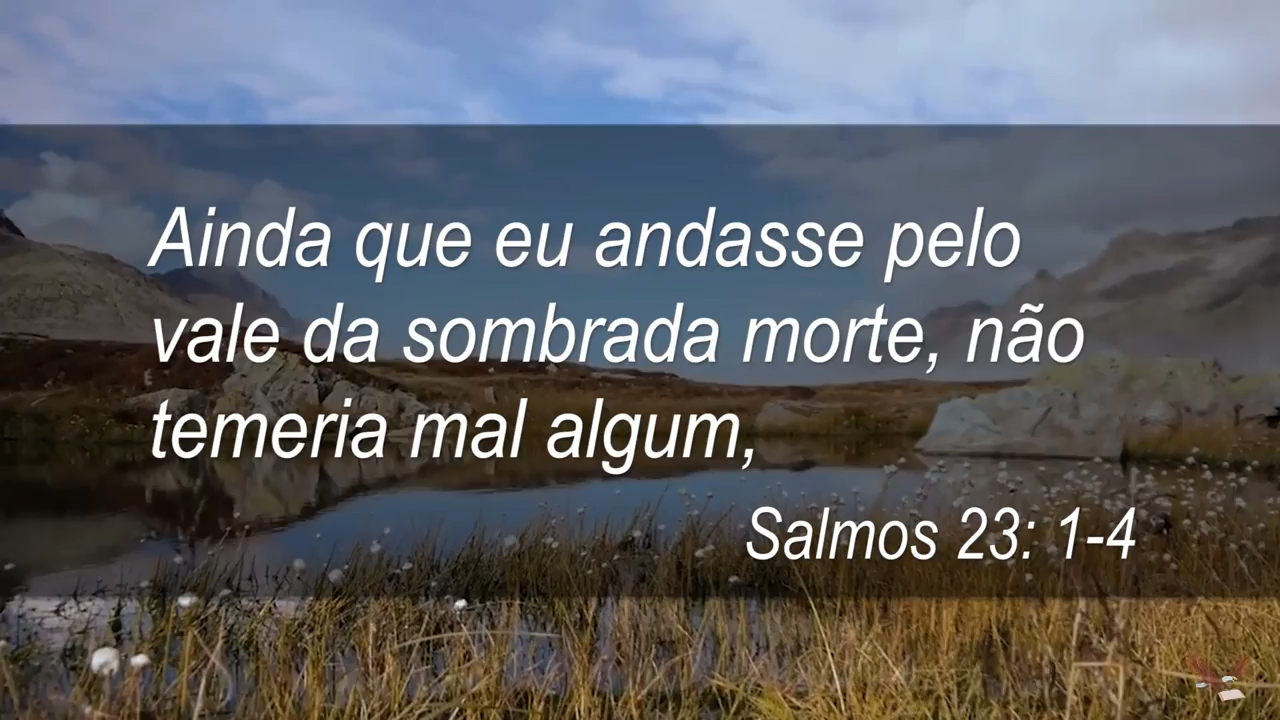 Ainda que eu andasse pelo
vale da sombrada morte, não
temeria mal algum,
Salmos 23: 1-4